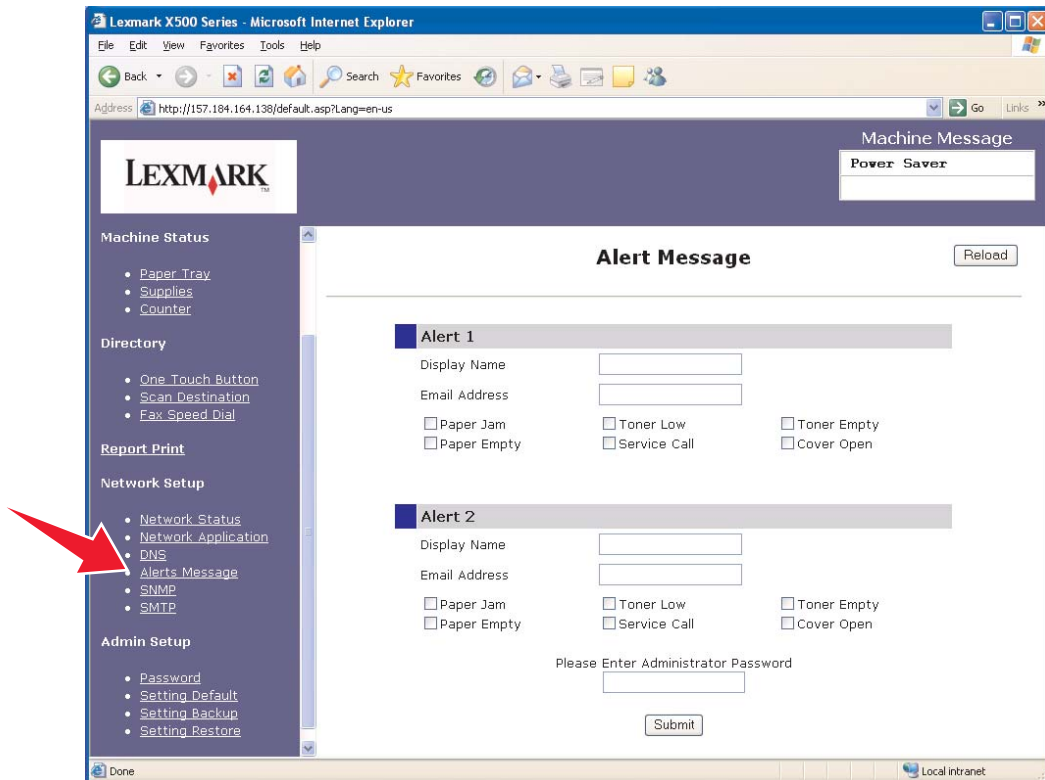 Lexmark X500 Series - Microsoft Internet Explorer
File Edit View Favorites Tools Help
Back Search Favorites
Address http://157.184.164.138/default.asp?Lang=en-us Go Links »
Machine Message
LEXMARK TM
Power Saver
Machine Status
• Paper Tray
• Supplies
• Counter
Directory
• One Touch Button
• Scan Destination
• Fax Speed Dial
Report Print
Network Setup
• Network Status
• Network Application
• DNS
• Alerts Message
• SNMP
• SMTP
Admin Setup
• Password
• Setting Default
• Setting Backup
• Setting Restore
Alert Message Reload
Alert 1
Display Name
Email Address
Paper Jam Toner Low Toner Empty
Paper Empty Service Call Cover Open
Alert 2
Display Name
Email Address
Paper Jam Toner Low Toner Empty
Paper Empty Service Call Cover Open
Please Enter Administrator Password
Submit
Done Local intranet